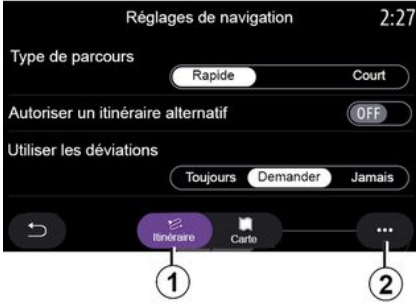 Réglages de navigation 2:27
Type de parcours
Rapide Court
Autoriser un itinéraire alternatif OFF
Utiliser les déviations
Toujours Demander Jamais
Itinéraire Carte
1 2